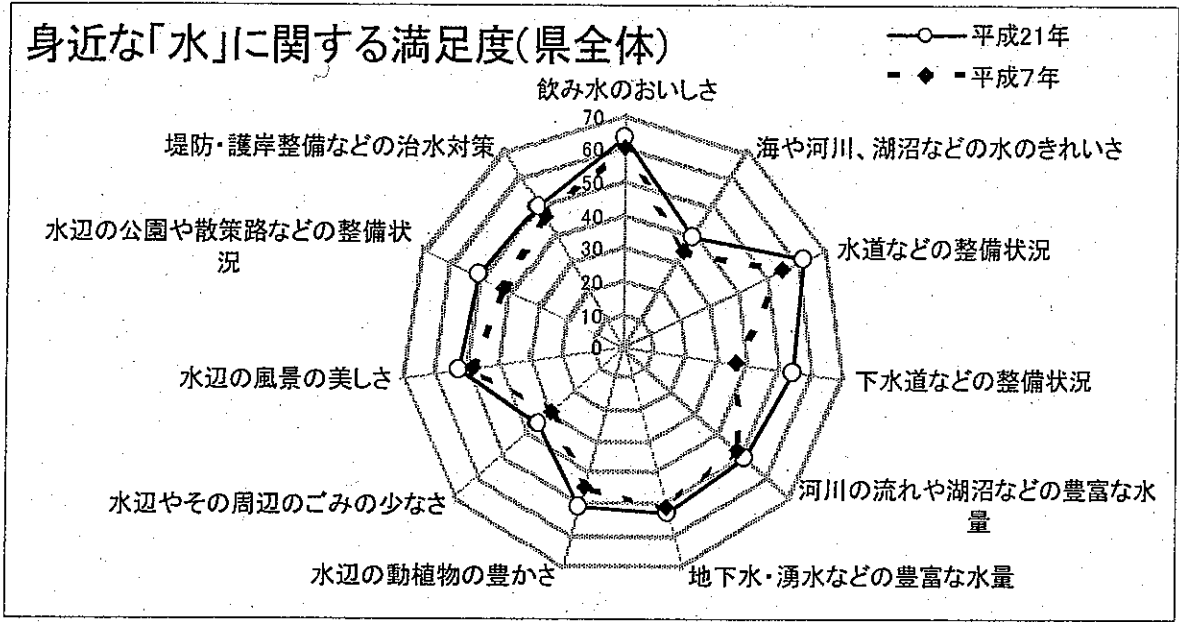 身近な「水」に関する満足度(県全体)
平成21年
平成7年
飲み水のおいしさ
海や河川、湖沼などの水のきれいさ
水道などの整備状況
下水道などの整備状況
河川の流れや湖沼などの豊富な水
量
地下水・湧水などの豊富な水量
水辺の動植物の豊かさ
水辺やその周辺のごみの少なさ
水辺の風景の美しさ
水辺の公園や散策路などの整備状
況
堤防・護岸整備などの治水対策
70
60
50
40
30
20
10
0